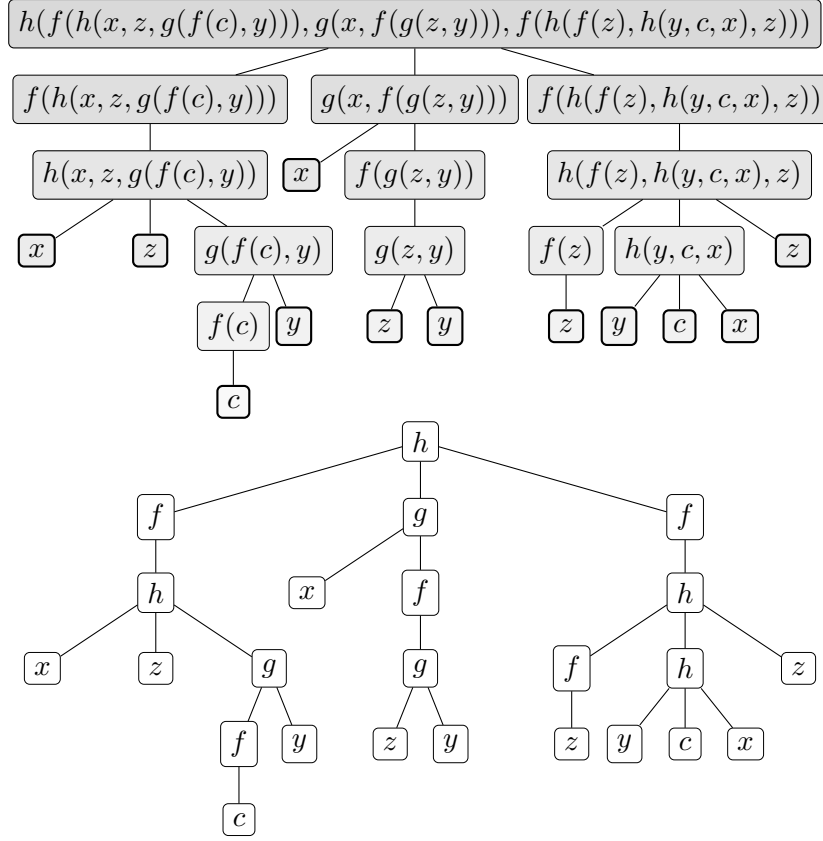 h(f(h(x, z, g(f(c), y))), g(x, f(g(z, y))), f(h(f(z), h(y, c, x), z)))
f(h(x, z, g(f(c), y))) g(x, f(g(z, y))) f(h(f(z), h(y, c, x), z))
h(x, z, g(f(c), y)) x f(g(z, y)) h(f(z), h(y, c, x), z)
x z g(f(c), y) g(z, y) f(z) h(y, c, x) z
f(c) y z y z y c x
c
h
f g f
h x f h
x z g g f h z
f y z y z y c x
c